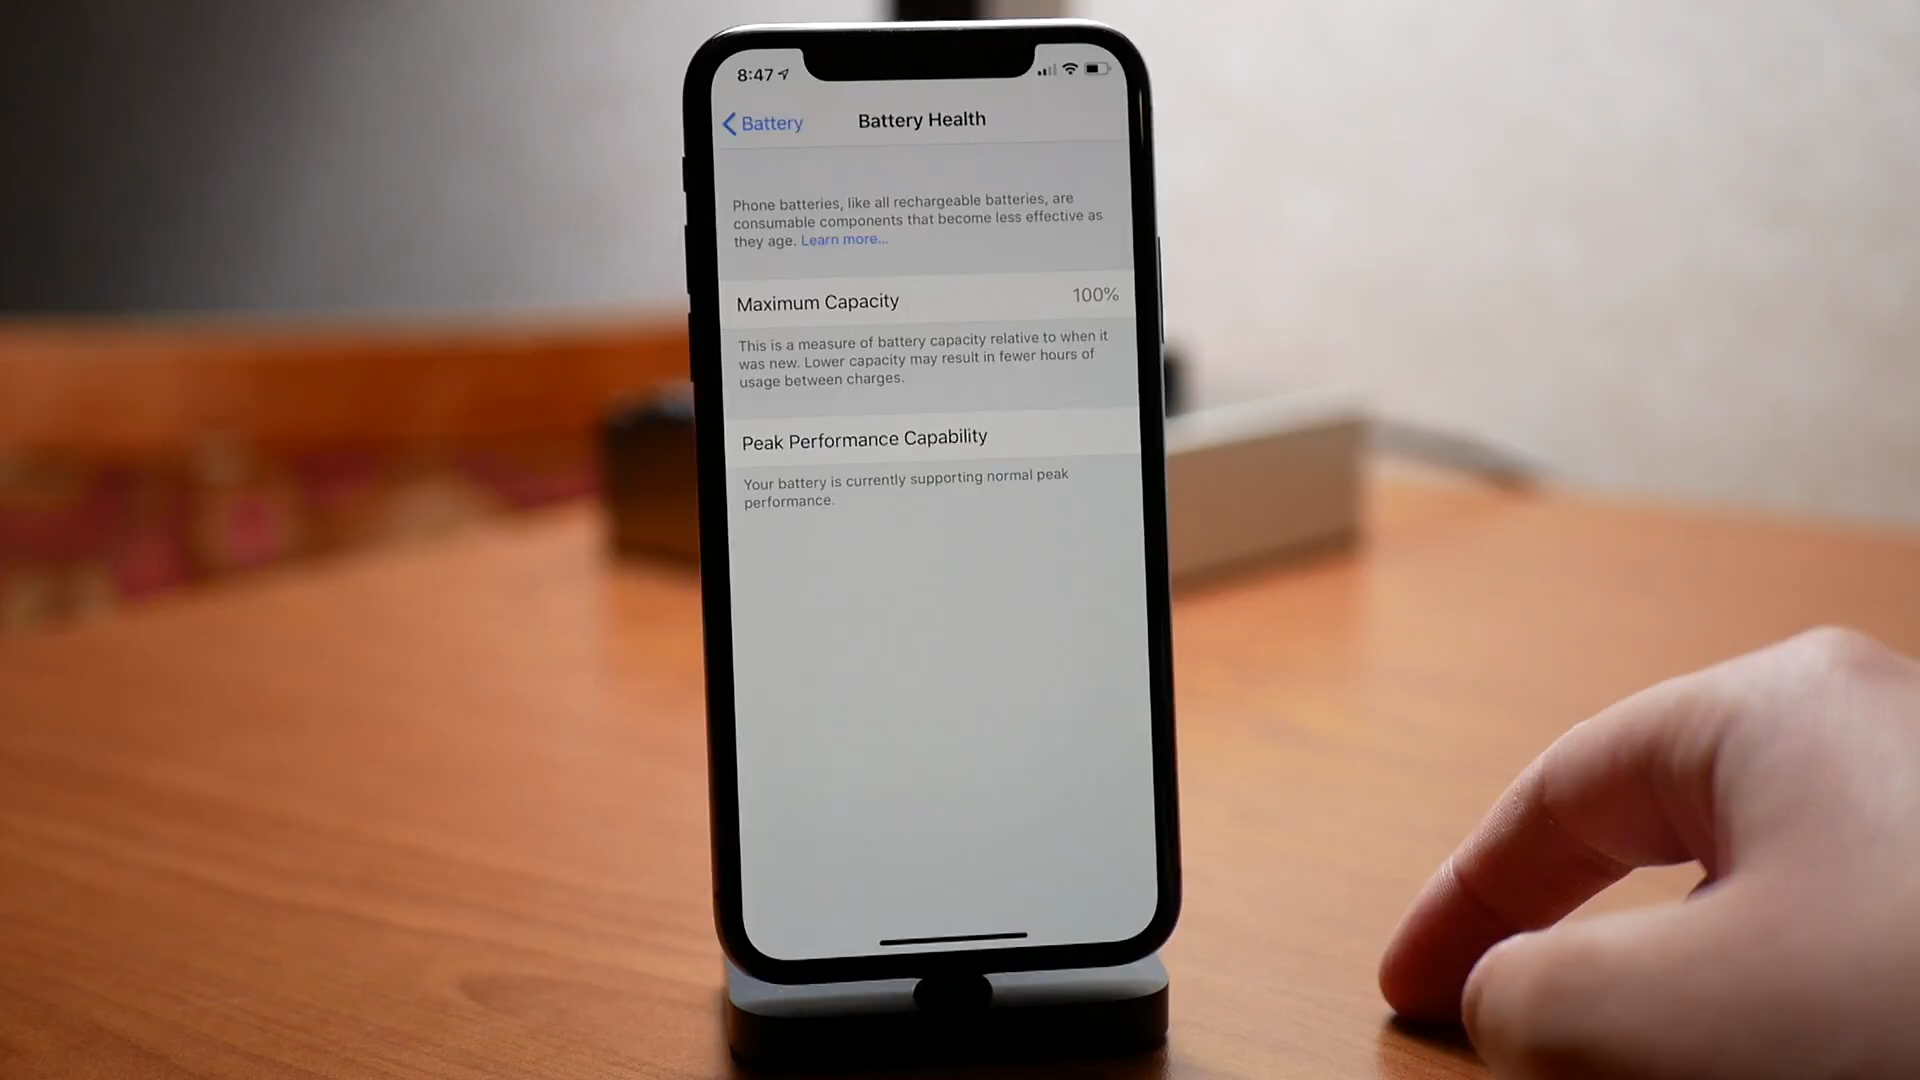 8:47
Battery
Battery Health
Phone batteries, like all rechargeable batteries, are
consumable components that become less effective as
they age. Learn more...
Maximum Capacity 100%
This is a measure of battery capacity relative to when it
was new. Lower capacity may result in fewer hours of
usage between charges.
Peak Performance Capability
Your battery is currently supporting normal peak
performance.